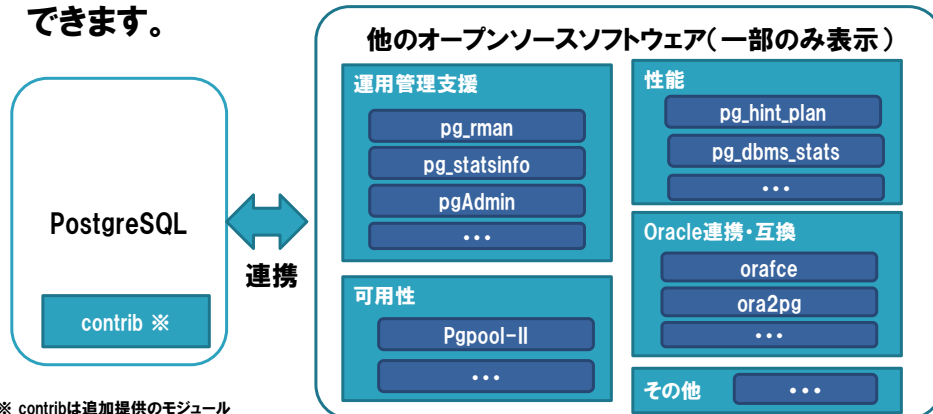 できます。
他のオープンソースソフトウェア(一部のみ表示)
PostgreSQL
contrib ※
連携
運用管理支援
pg_rman
pg_statsinfo
pgAdmin
・・・
可用性
Pgpool-II
・・・
性能
pg_hint_plan
pg_dbms_stats
・・・
Oracle連携・互換
orafce
ora2pg
・・・
その他
・・・
※ contribは追加提供のモジュール